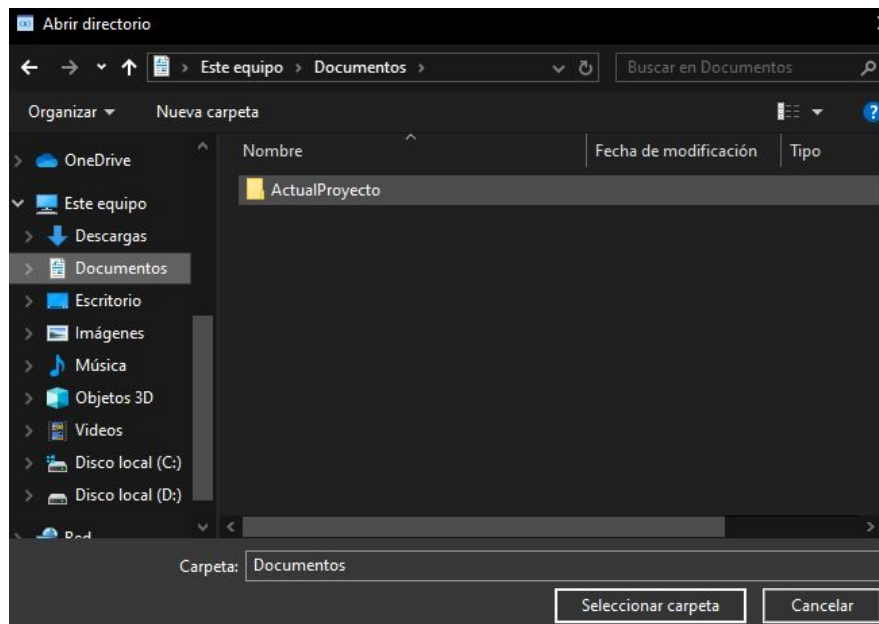 Abrir directorio
Este equipo > Documentos >
Buscar en Documentos
Organizar
Nueva carpeta
?
Nombre
Fecha de modificación
Tipo
OneDrive
Este equipo
Descargas
Documentos
Escritorio
Imágenes
Música
Objetos 3D
Videos
Disco local (C:)
Disco local (D:)
Red
ActualProyecto
Carpeta: Documentos
Seleccionar carpeta
Cancelar